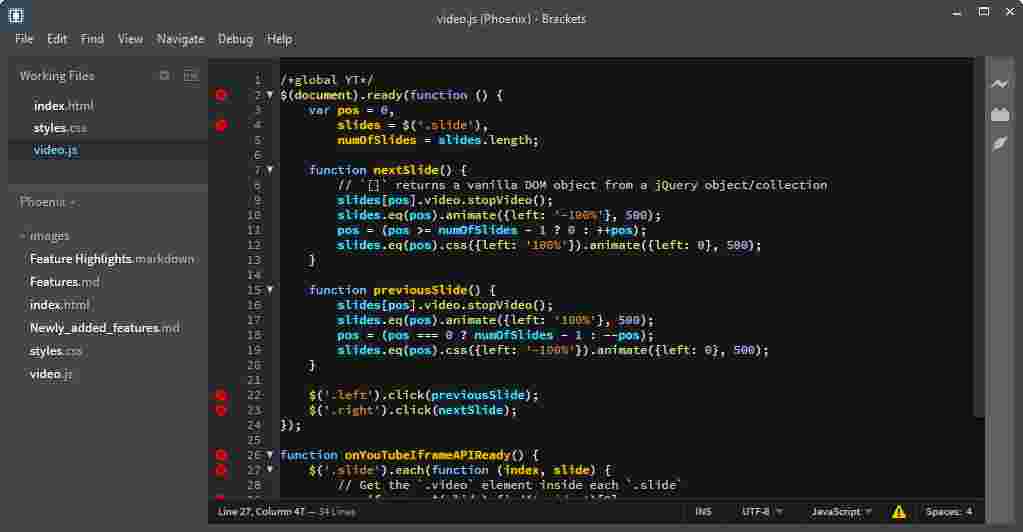 video.js (Phoenix) - Brackets
File Edit Find View Navigate Debug Help
Working Files
index.html
styles.css
video.js
Phoenix
images
Feature Highlights.markdown
Features.md
index.html
Newly_added_features.md
styles.css
video.js
1 /*global YT*/
2 $(document).ready(function () {
3 var pos = 0,
4 slides = $('.slide'),
5 numOfSlides = slides.length;
6
7 function nextSlide() {
8 // `[]` returns a vanilla DOM object from a jQuery object/collection
9 slides[pos].video.stopVideo();
10 slides.eq(pos).animate({left: '-100%'}, 500);
11 pos = (pos >= numOfSlides - 1 ? 0 : ++pos);
12 slides.eq(pos).css({left: '100%'}).animate({left: 0}, 500);
13 }
14
15 function previousSlide() {
16 slides[pos].video.stopVideo();
17 slides.eq(pos).animate({left: '100%'}, 500);
18 pos = (pos === 0 ? numOfSlides - 1 : --pos);
19 slides.eq(pos).css({left: '-100%'}).animate({left: 0}, 500);
20 }
21
22 $('.left').click(previousSlide);
23 $('.right').click(nextSlide);
24 });
25
26 function onYouTubeIframeAPIReady() {
27 $('.slide').each(function (index, slide) {
28 // Get the `.video` element inside each `.slide`
Line 27, Column 47 — 34 Lines
INS UTF-8 JavaScript Spaces: 4